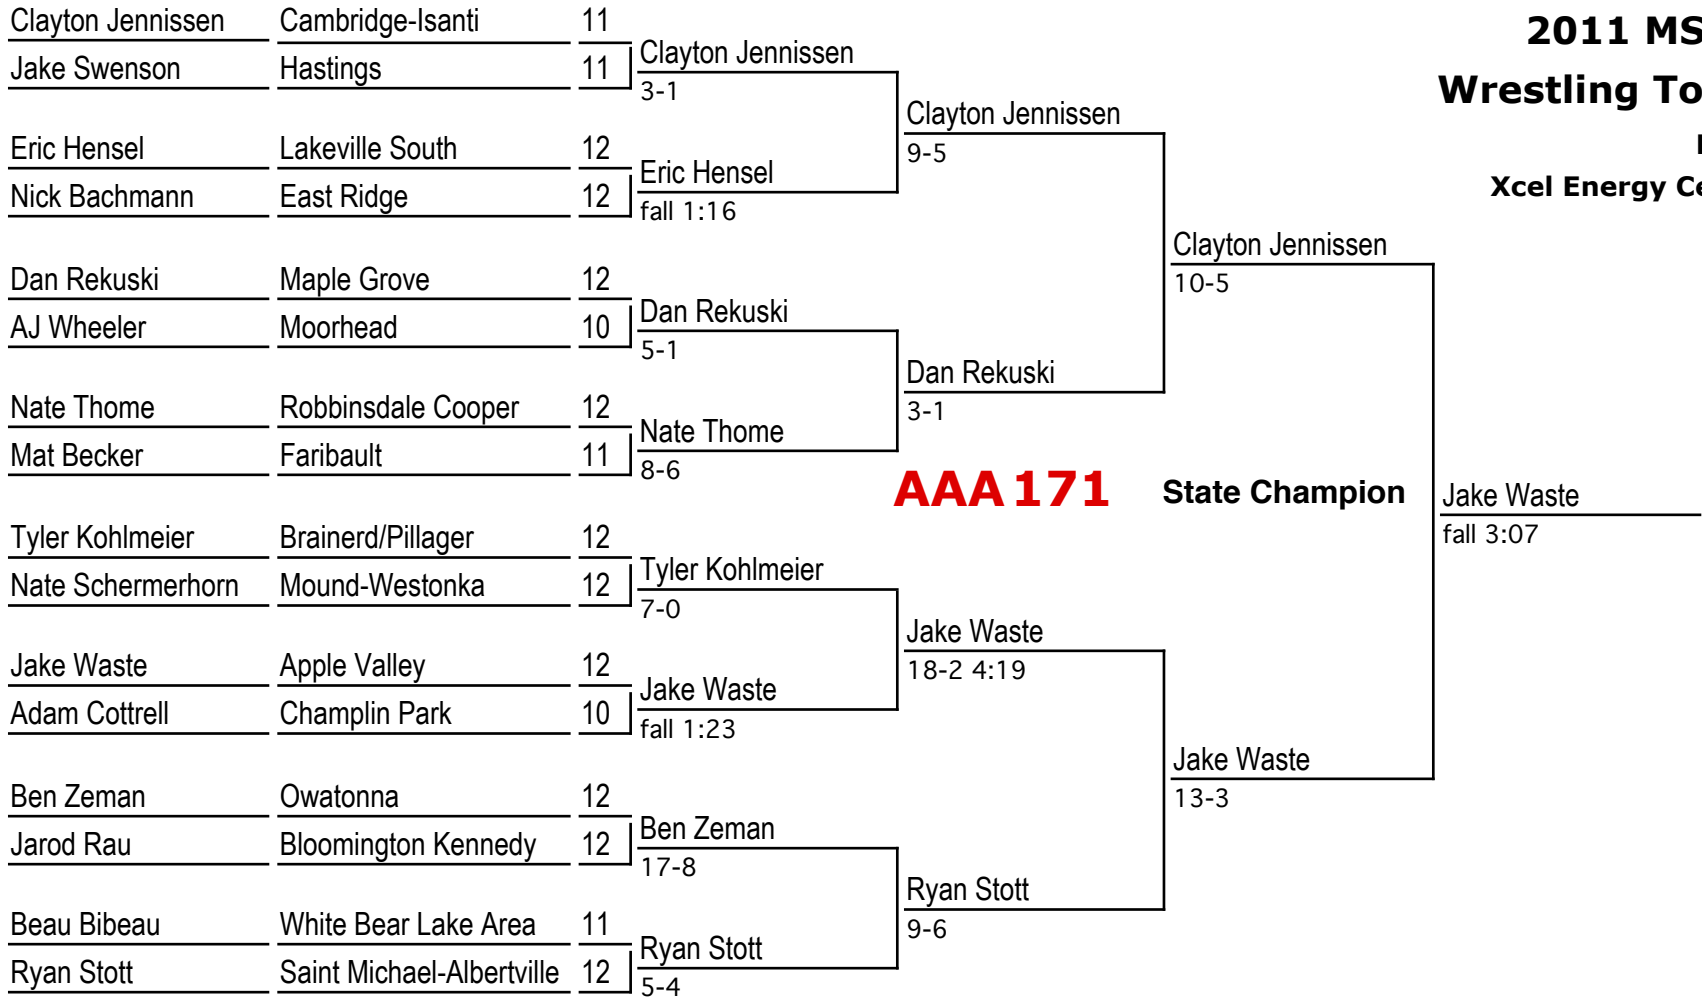 Clayton Jennissen Cambridge-Isanti 11
Jake Swenson Hastings 11
Eric Hensel Lakeville South 12
Nick Bachmann East Ridge 12
Dan Rekuski Maple Grove 12
AJ Wheeler Moorhead 10
Nate Thome Robbinsdale Cooper 12
Mat Becker Faribault 11
Tyler Kohlmeier Brainerd/Pillager 12
Nate Schermerhorn Mound-Westonka 12
Jake Waste Apple Valley 12
Adam Cottrell Champlin Park 10
Ben Zeman Owatonna 12
Jarod Rau Bloomington Kennedy 12
Beau Bibeau White Bear Lake Area 11
Ryan Stott Saint Michael-Albertville 12
Clayton Jennissen
3-1
Eric Hensel
fall 1:16
Dan Rekuski
5-1
Nate Thome
8-6
Tyler Kohlmeier
7-0
Jake Waste
fall 1:23
Ben Zeman
17-8
Ryan Stott
5-4
Clayton Jennissen
9-5
Dan Rekuski
3-1
Jake Waste
18-2 4:19
Ryan Stott
9-6
Clayton Jennissen
10-5
Jake Waste
13-3
AAA 171 State Champion
Jake Waste
fall 3:07
2011 MS
Wrestling To
Xcel Energy Ce